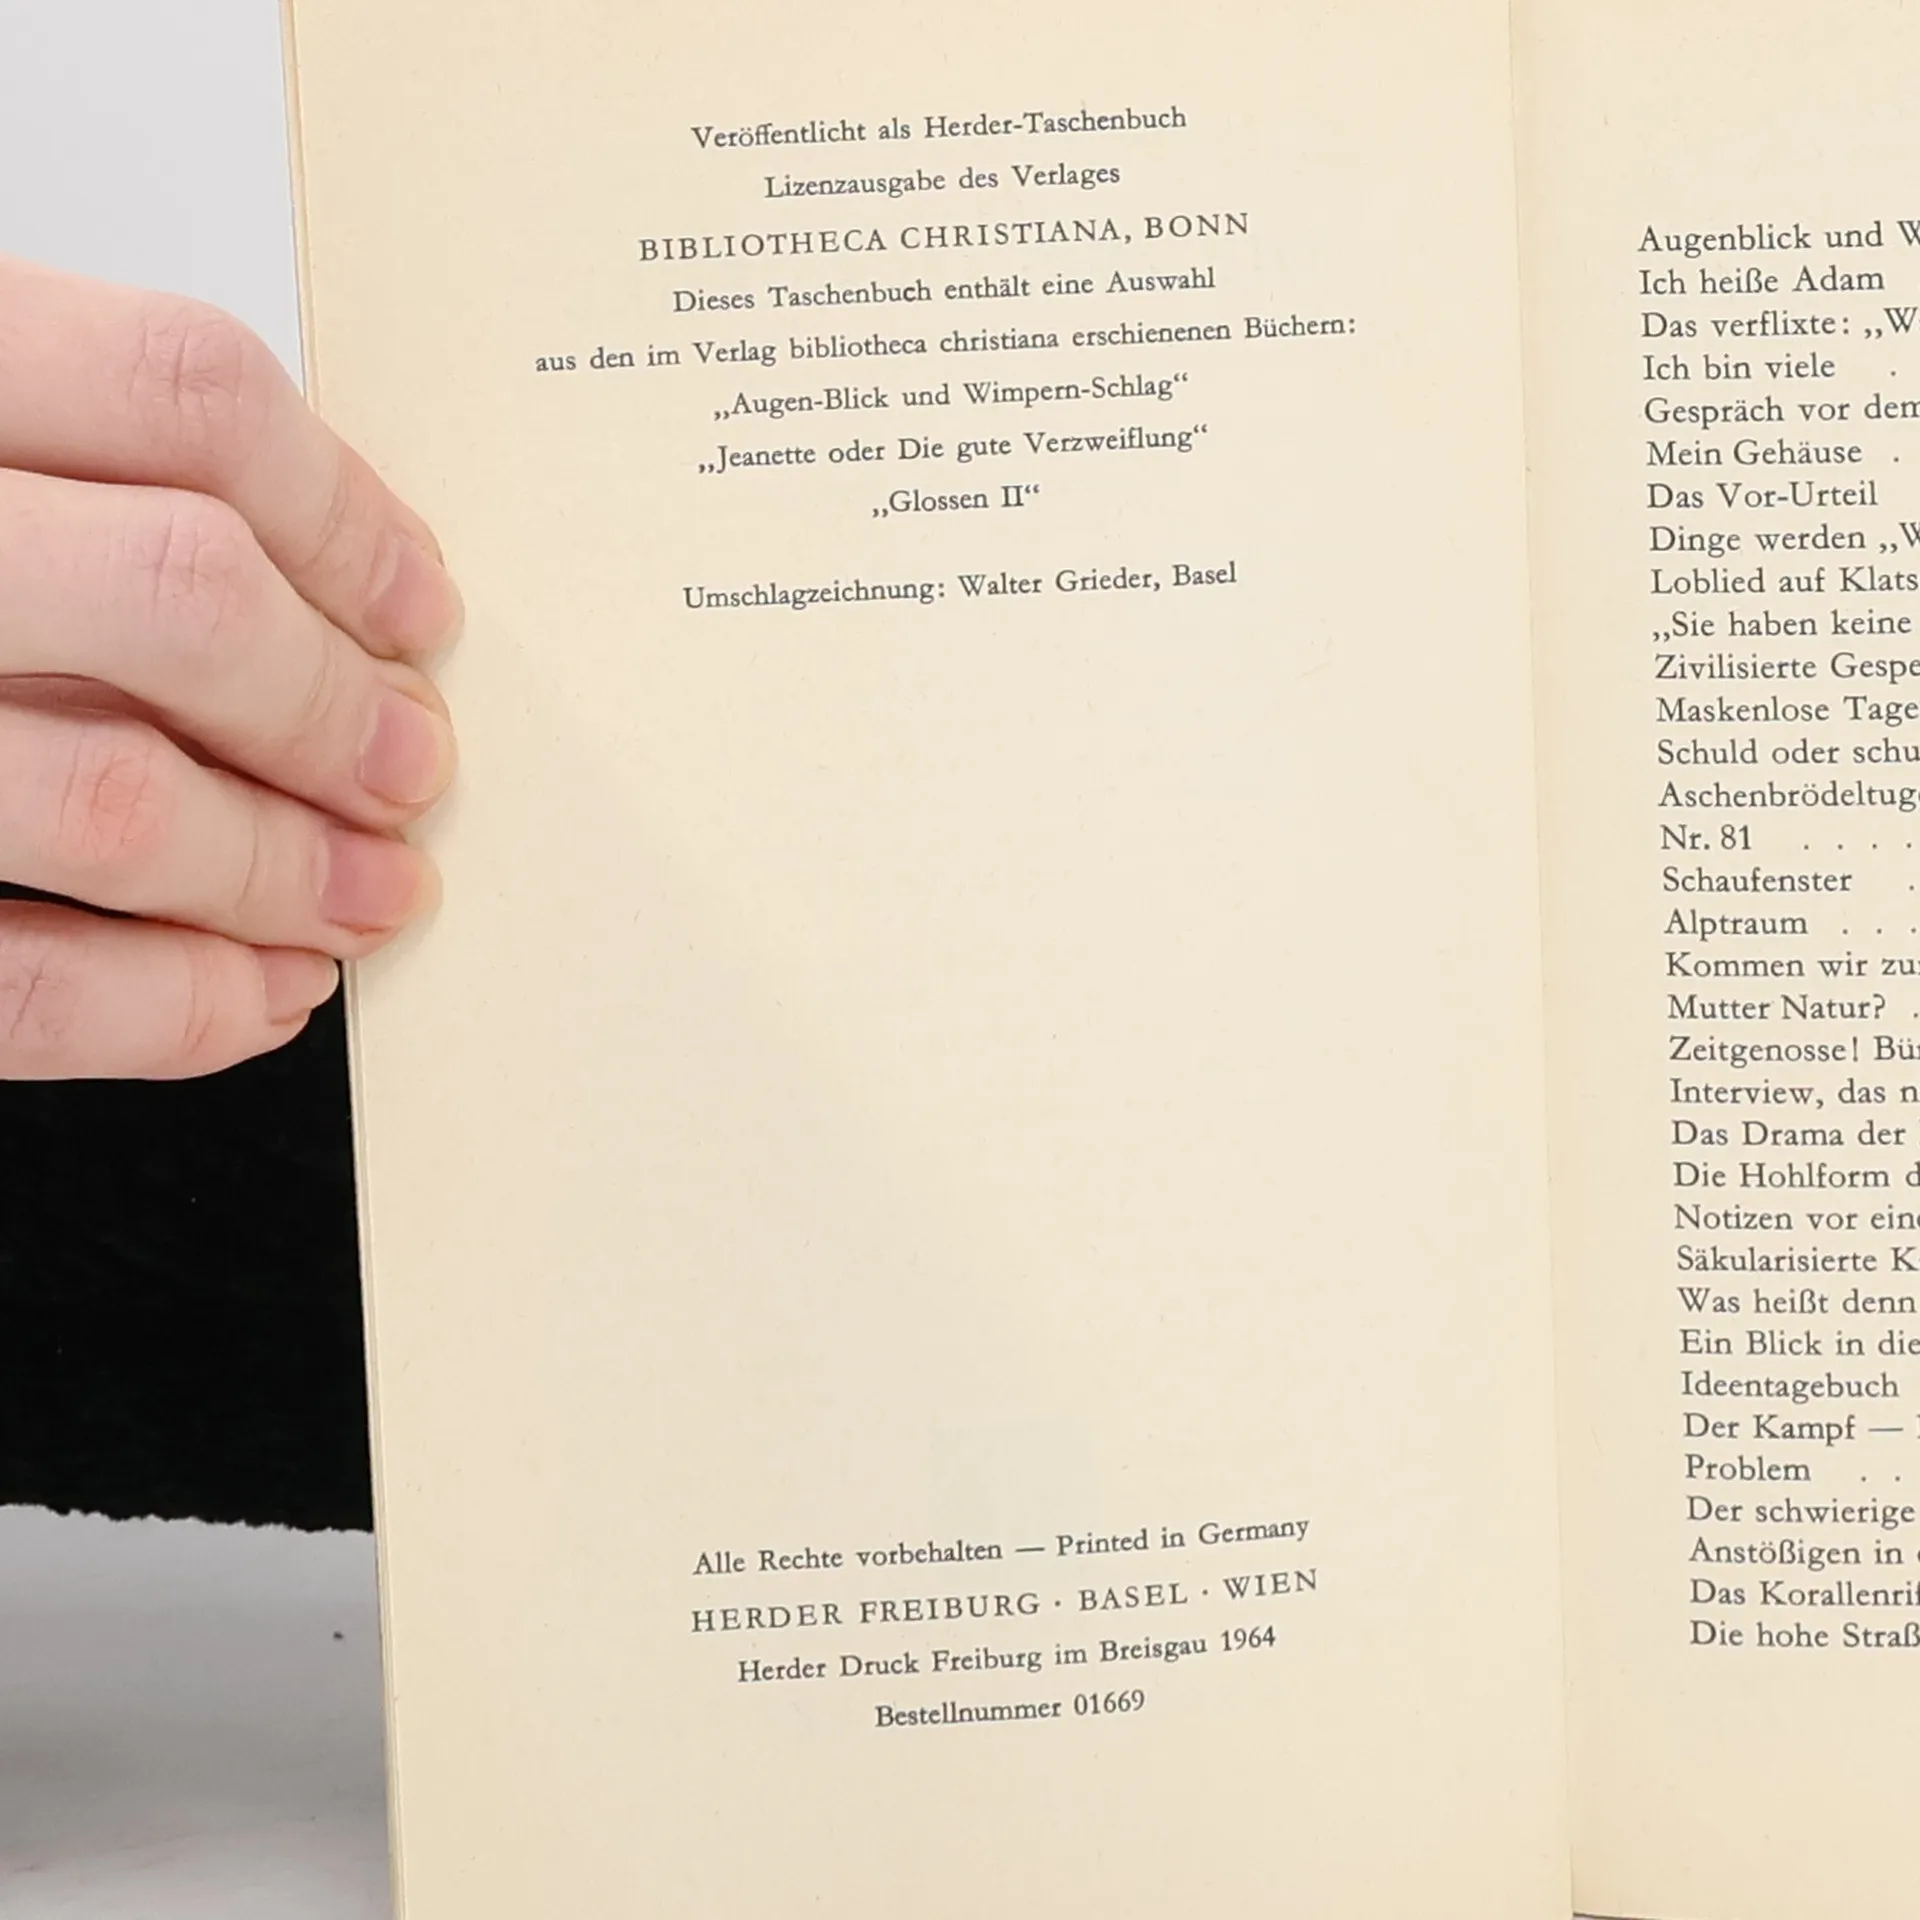 Veröffentlicht als Herder-Taschenbuch
Lizenzausgabe des Verlages
BIBLIOTHECA CHRISTIANA, BONN
Dieses Taschenbuch enthält eine Auswahl
aus den im Verlag bibliotheca christiana erschienenen Büchern:
„Augen-Blick und Wimpern-Schlag“
„Jeanette oder Die gute Verzweiflung“
„Glossen II“
Umschlagzeichnung: Walter Grieder, Basel
Alle Rechte vorbehalten — Printed in Germany
HERDER FREIBURG · BASEL · WIEN
Herder Druck Freiburg im Breisgau 1964
Bestellnummer 01669
Augenblick und
Ich heiße Adam
Das verflixte:
Ich bin viele .
Gespräch vor
Mein Gehäuse .
Das Vor-Urteil
Dinge werden
Loblied auf
„Sie haben keine
Zivilisierte
Maskenlose Tage
Schuld oder
Nr. 81 . . . .
Schaufenster .
Alptraum . . .
Kommen wir
Mutter Natur? .
Zeitgenosse!
Interview, das
Das Drama der
Die Hohlform
Notizen vor
Säkularisierte
Was heißt denn
Ein Blick in
Ideentagebuch
Der Kampf —
Problem . .
Der schwierige
Anstößigen in
Das
Die hohe